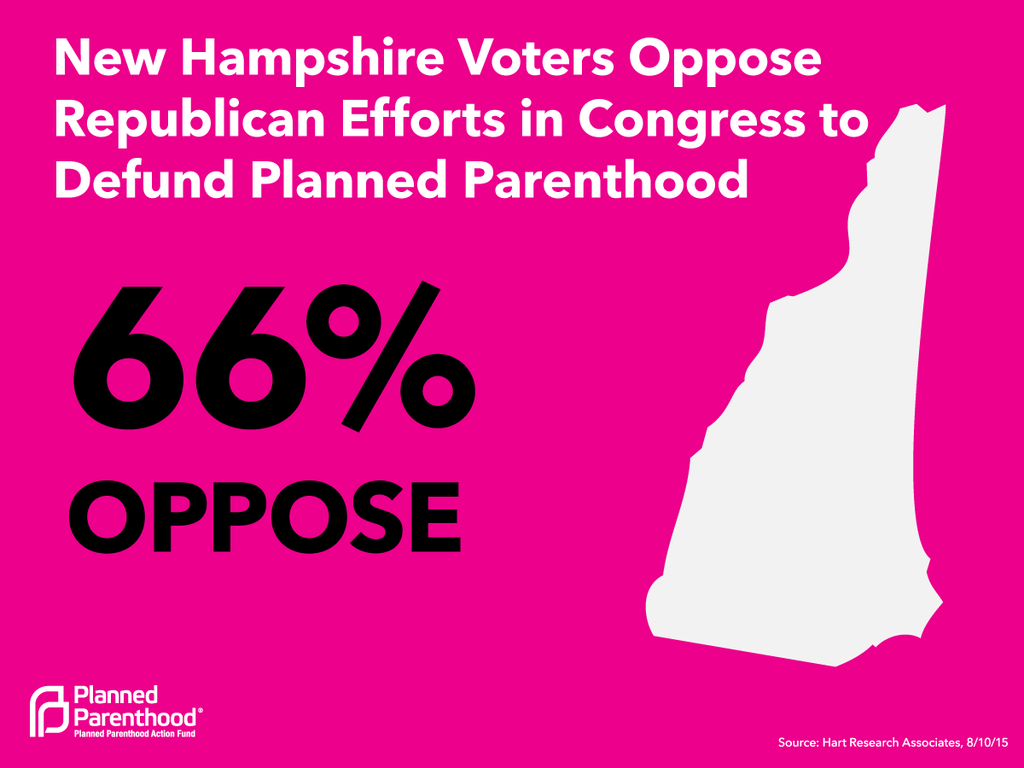 New Hampshire Voters Oppose
Republican Efforts in Congress to
Defund Planned Parenthood
66%
OPPOSE
Planned
Parenthood®
Planned Parenthood Action Fund
Source: Hart Research Associates, 8/10/15